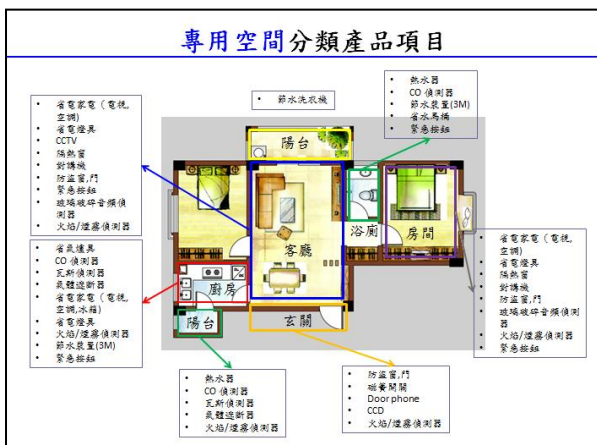 專用空間分類產品項目
• 省電家電（電視,
空調)
• 省電燈具
• CCTV
• 隔熱窗
• 對講機
• 防盜窗,門
• 緊急按鈕
• 玻璃破碎音頻偵
測器
• 火焰/煙霧偵測器
• 節水洗衣機
• 熱水器
• CO 偵測器
• 節水裝置(3M)
• 省水馬桶
• 緊急按鈕
陽台
客廳
浴廁
房間
廚房
陽台
玄關
• 省氣爐具
• CO 偵測器
• 瓦斯偵測器
• 氣體遮斷器
• 省電家電（電視,
空調,冰箱)
• 省電燈具
• 火焰/煙霧偵測器
• 節水裝置(3M)
• 緊急按鈕
• 省電家電（電視,
空調)
• 省電燈具
• 隔熱窗
• 對講機
• 防盜窗,門
• 玻璃破碎音頻偵測
器
• 火焰/煙霧偵測器
• 緊急按鈕
• 熱水器
• CO 偵測器
• 瓦斯偵測器
• 氣體遮斷器
• 火焰/煙霧偵測器
• 防盜窗,門
• 磁簧開關
• Door phone
• CCD
• 火焰/煙霧偵測器